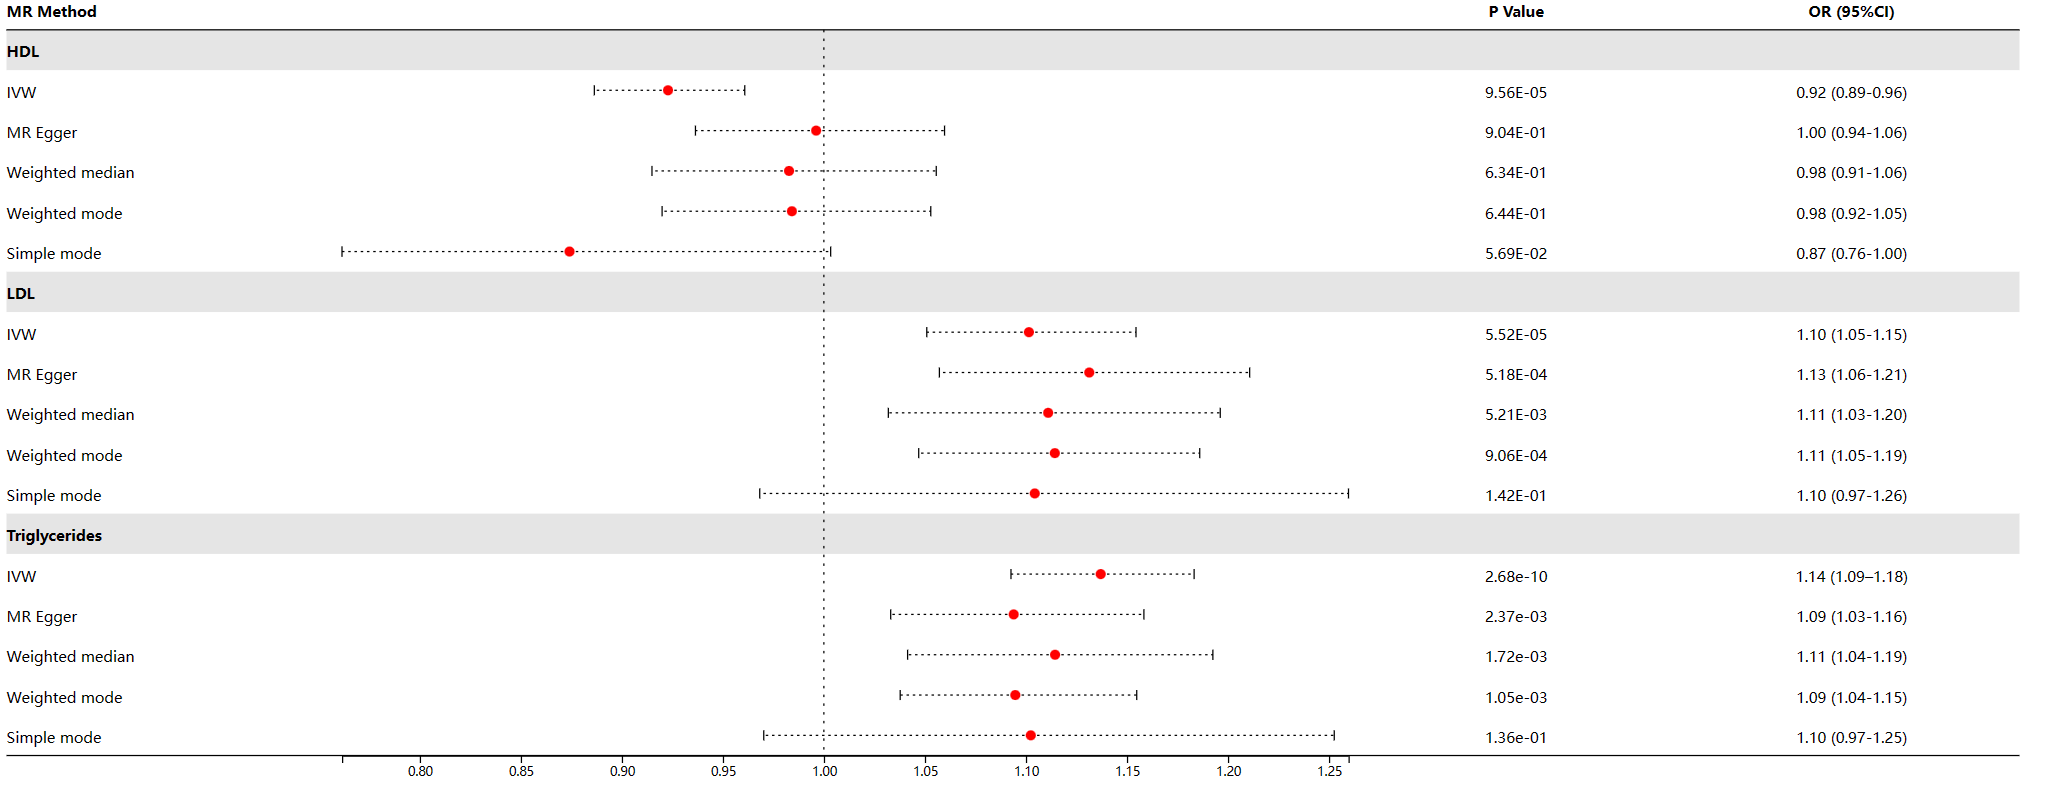 MR Method P Value OR (95%CI)
HDL
IVW 9.56E-05 0.92 (0.89-0.96)
MR Egger 9.04E-01 1.00 (0.94-1.06)
Weighted median 6.34E-01 0.98 (0.91-1.06)
Weighted mode 6.44E-01 0.98 (0.92-1.05)
Simple mode 5.69E-02 0.87 (0.76-1.00)
LDL
IVW 5.52E-05 1.10 (1.05-1.15)
MR Egger 5.18E-04 1.13 (1.06-1.21)
Weighted median 5.21E-03 1.11 (1.03-1.20)
Weighted mode 9.06E-04 1.11 (1.05-1.19)
Simple mode 1.42E-01 1.10 (0.97-1.26)
Triglycerides
IVW 2.68e-10 1.14 (1.09–1.18)
MR Egger 2.37e-03 1.09 (1.03-1.16)
Weighted median 1.72e-03 1.11 (1.04-1.19)
Weighted mode 1.05e-03 1.09 (1.04-1.15)
Simple mode 1.36e-01 1.10 (0.97-1.25)
0.80 0.85 0.90 0.95 1.00 1.05 1.10 1.15 1.20 1.25